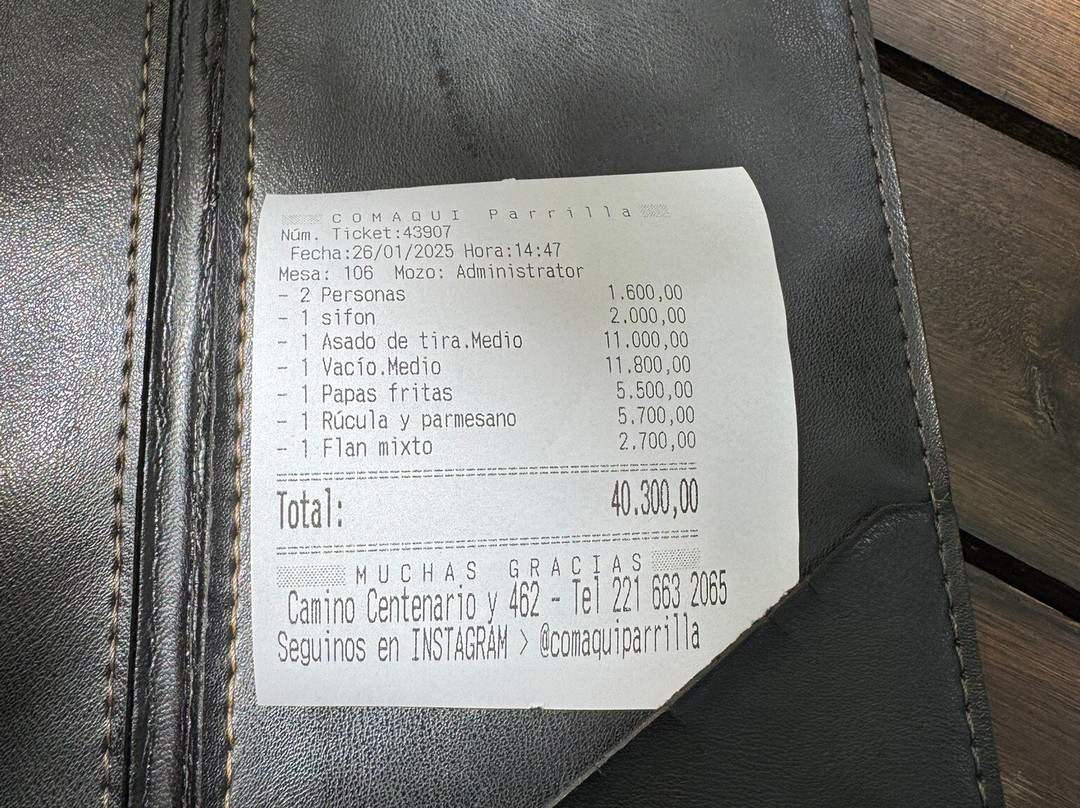 COMAQUI Parrilla
Núm. Ticket:43907
Fecha:26/01/2025 Hora:14:47
Mesa: 106 Mozo: Administrator
- 2 Personas 1.600,00
- 1 sifon 2.000,00
- 1 Asado de tira.Medio 11.000,00
- 1 Vacío.Medio 11.800,00
- 1 Papas fritas 5.500,00
- 1 Rúcula y parmesano 5.700,00
- 1 Flan mixto 2.700,00
Total: 40.300,00
MUCHAS GRACIAS
Camino Centenario y 462 - Tel 221 663 2065
Seguinos en INSTAGRAM > @comaquiparrilla